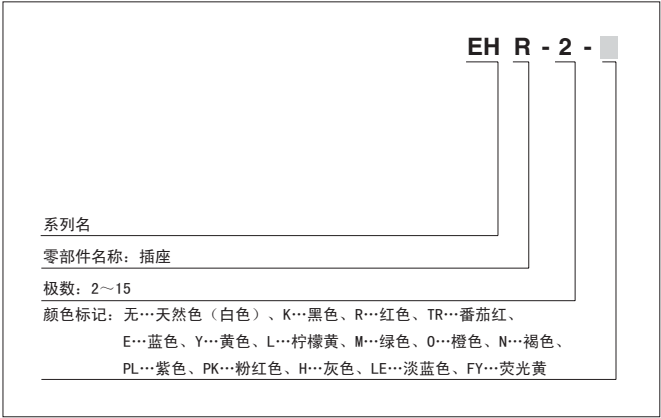 EH R - 2 -
系列名
零部件名称：插座
极数：2～15
颜色标记：无…天然色（白色）、K…黑色、R…红色、TR…番茄红、
E…蓝色、Y…黄色、L…柠檬黄、M…绿色、O…橙色、N…褐色、
PL…紫色、PK…粉红色、H…灰色、LE…淡蓝色、FY…荧光黄